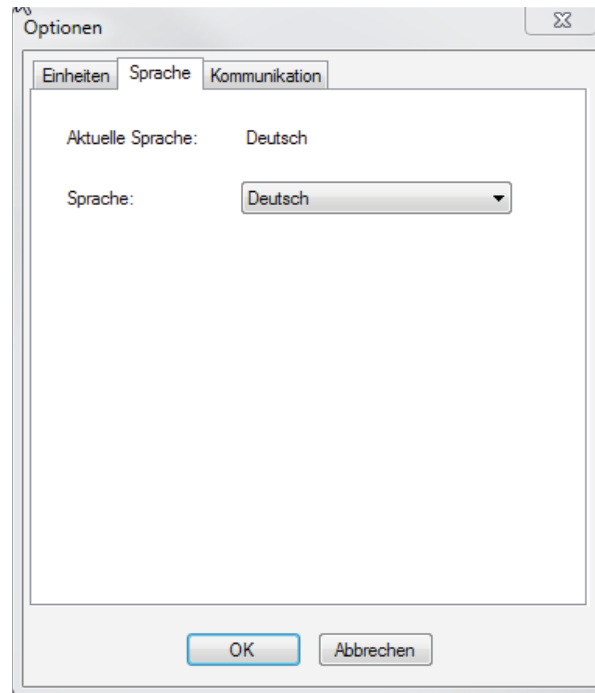 Optionen
Einheiten Sprache Kommunikation
Aktuelle Sprache: Deutsch
Sprache: Deutsch
OK Abbrechen